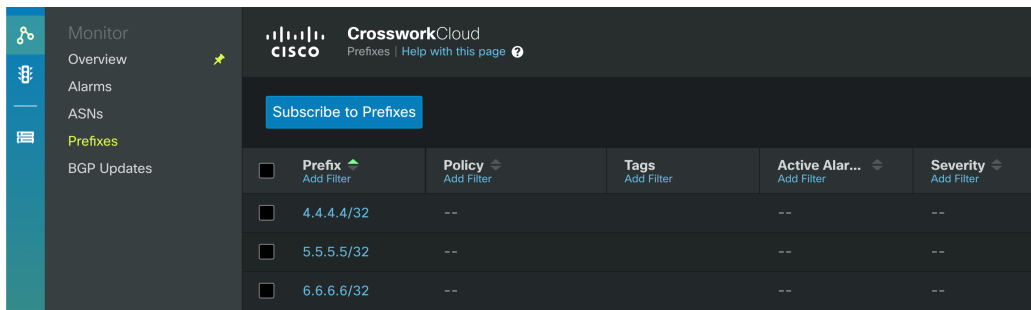 Monitor
Overview
Alarms
ASNs
Prefixes
BGP Updates
CISCO
CrossworkCloud
Prefixes | Help with this page ?
Subscribe to Prefixes
Prefix Policy Tags Active Alar... Severity
Add Filter Add Filter Add Filter Add Filter Add Filter
4.4.4.4/32 -- -- --
5.5.5.5/32 -- -- --
6.6.6.6/32 -- -- --